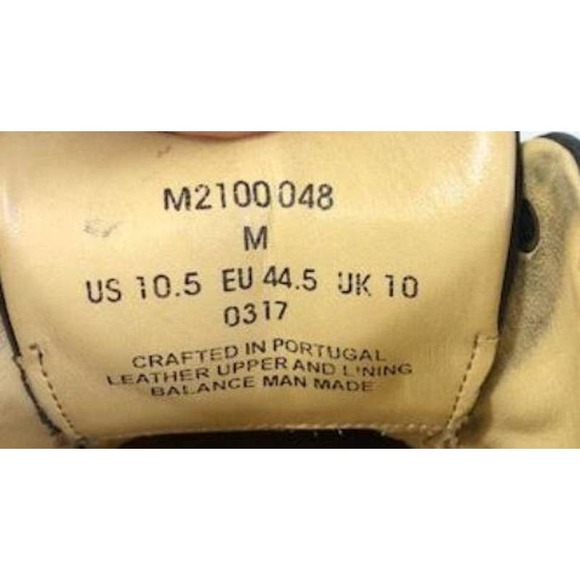 M2100048
M
US 10.5 EU 44.5 UK 10
0317
CRAFTED IN PORTUGAL
LEATHER UPPER AND LINING
BALANCE MAN MADE